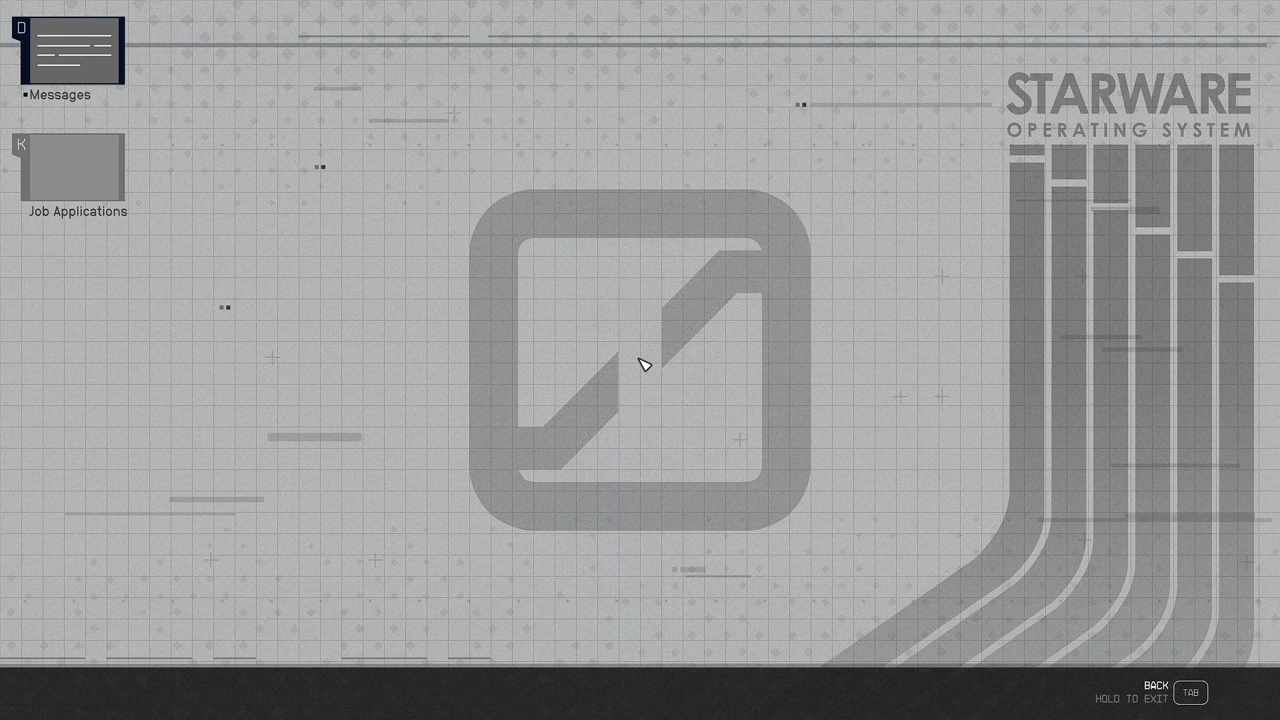 D
Messages
K
Job Applications
STARWARE
OPERATING SYSTEM
BACK
HOLD TO EXIT
TAB